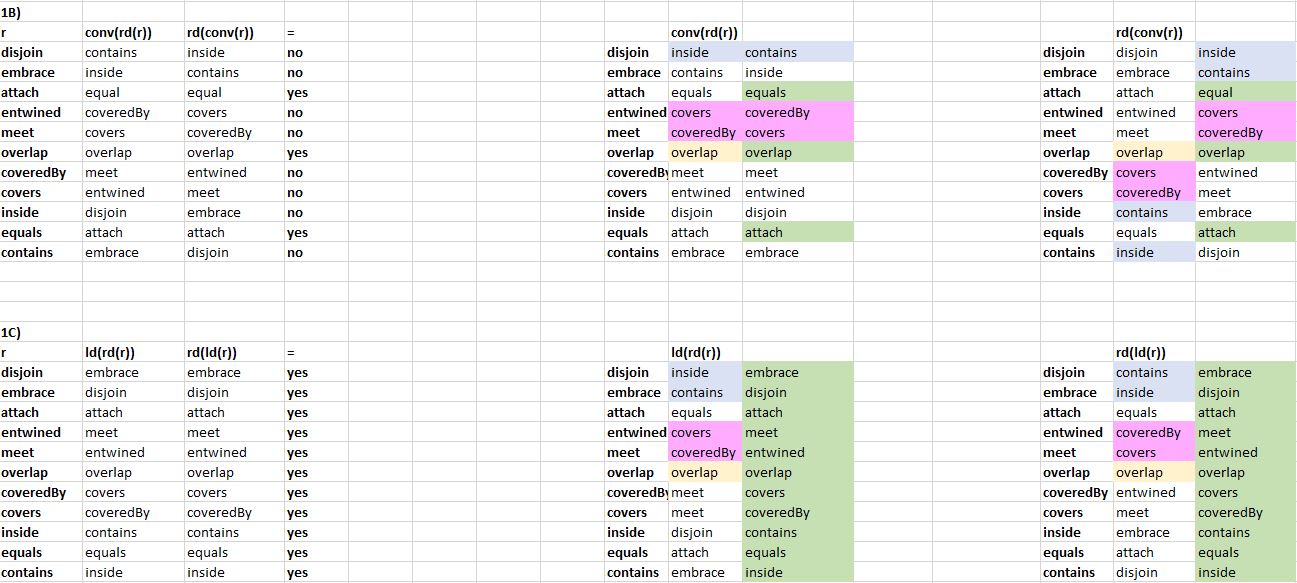 1B)
r conv(rd(r)) rd(conv(r)) = conv(rd(r)) rd(conv(r))
disjoin contains inside no disjoin inside contains disjoin disjoin inside
embrace inside contains no embrace contains inside embrace embrace contains
attach equal equal yes attach equals equals attach attach equal
entwined coveredBy covers no entwined covers coveredBy entwined entwined covers
meet covers coveredBy no meet coveredBy covers meet meet coveredBy
overlap overlap overlap yes overlap overlap overlap overlap overlap overlap
coveredBy meet entwined no coveredBy meet meet coveredBy covers entwined
covers entwined meet no covers entwined entwined covers coveredBy meet
inside disjoin embrace no inside disjoin disjoin inside contains embrace
equals attach attach yes equals attach attach equals equals attach
contains embrace disjoin no contains embrace embrace contains inside disjoin
1C)
r ld(rd(r)) rd(ld(r)) = ld(rd(r)) rd(ld(r))
disjoin embrace embrace yes disjoin inside embrace disjoin contains embrace
embrace disjoin disjoin yes embrace contains disjoin embrace inside disjoin
attach attach attach yes attach equals attach attach equals attach
entwined meet meet yes entwined covers meet entwined coveredBy meet
meet entwined entwined yes meet coveredBy entwined meet covers entwined
overlap overlap overlap yes overlap overlap overlap overlap overlap overlap
coveredBy covers covers yes coveredBy meet covers coveredBy entwined covers
covers coveredBy coveredBy yes covers meet coveredBy covers meet coveredBy
inside contains contains yes inside disjoin contains inside embrace contains
equals equals equals yes equals attach equals equals attach equals
contains inside inside yes contains embrace inside contains disjoin inside